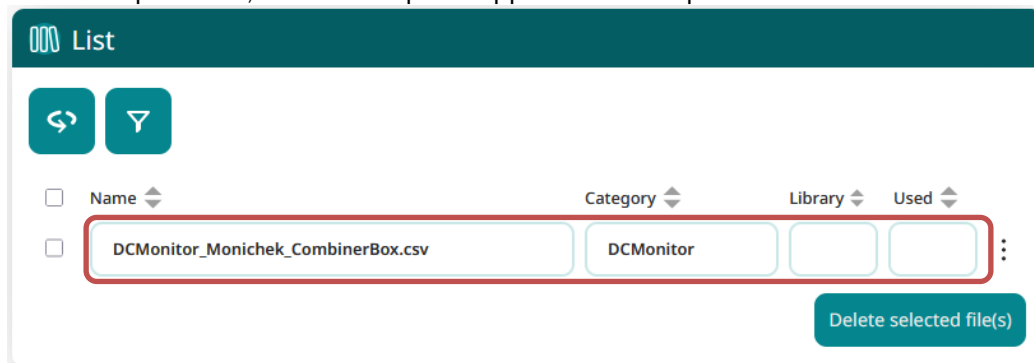 List
Name Category Library Used
DCMonitor_Monichek_CombinerBox.csv DCMonitor
Delete selected file(s)